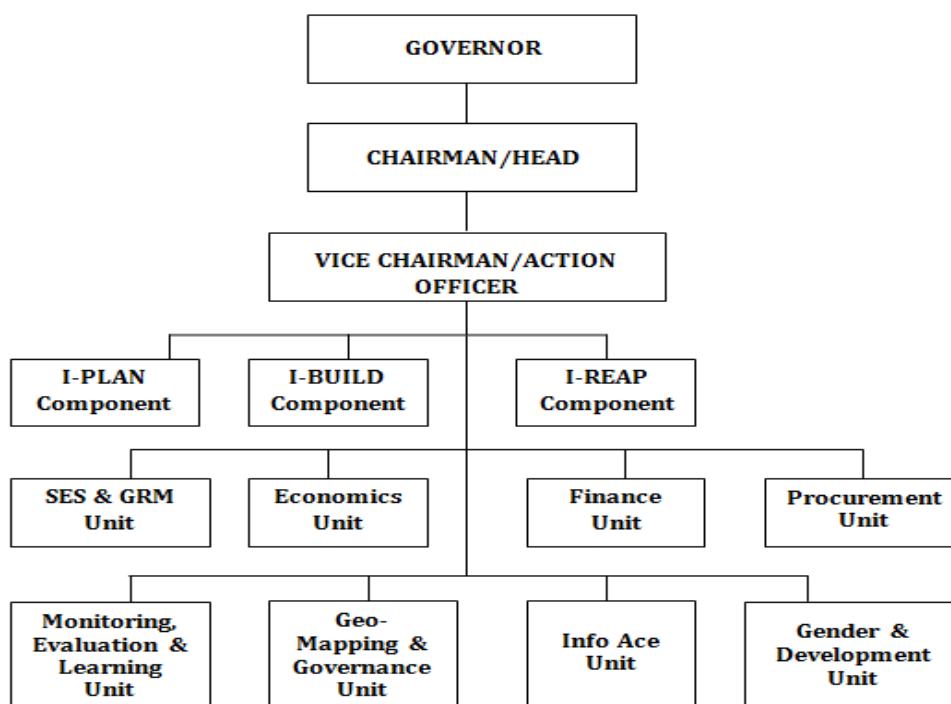 GOVERNOR
CHAIRMAN/HEAD
VICE CHAIRMAN/ACTION
OFFICER
I-PLAN
Component
I-BUILD
Component
I-REAP
Component
SES & GRM
Unit
Economics
Unit
Finance
Unit
Procurement
Unit
Monitoring,
Evaluation &
Learning
Unit
Geo-
Mapping &
Governance
Unit
Info Ace
Unit
Gender &
Development
Unit